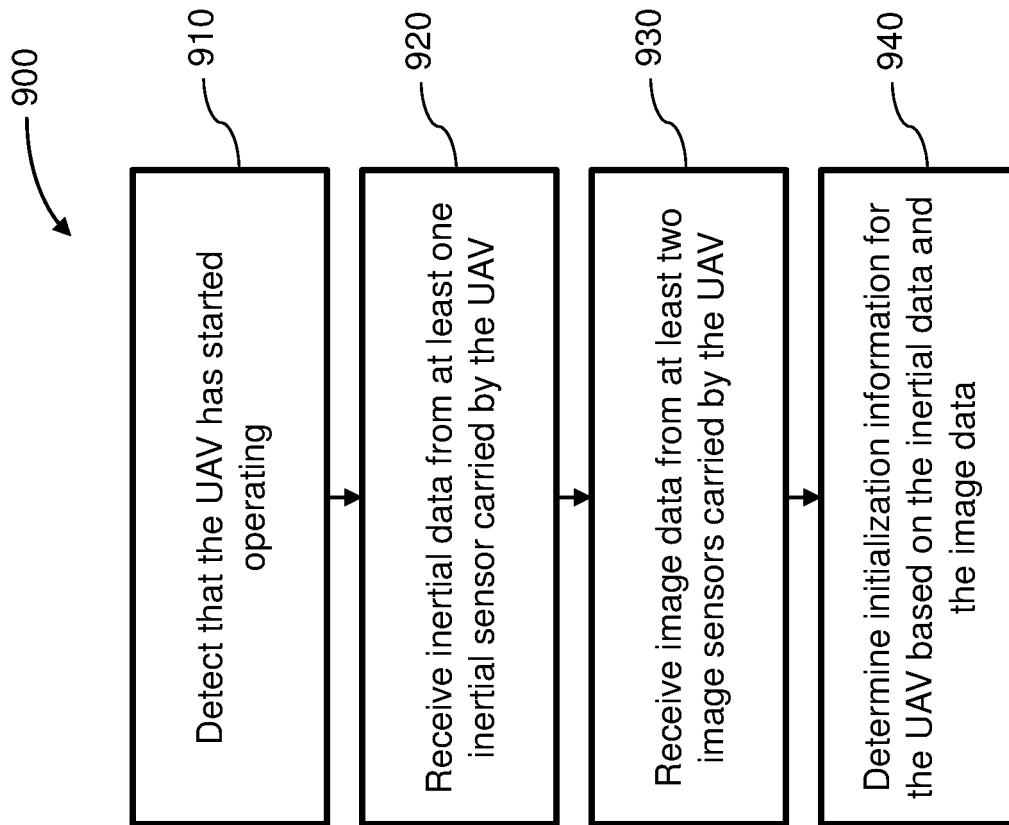 900
910
Detect that the UAV has started
operating
920
Receive inertial data from at least one
inertial sensor carried by the UAV
930
Receive image data from at least two
image sensors carried by the UAV
940
Determine initialization information for
the UAV based on the inertial data and
the image data